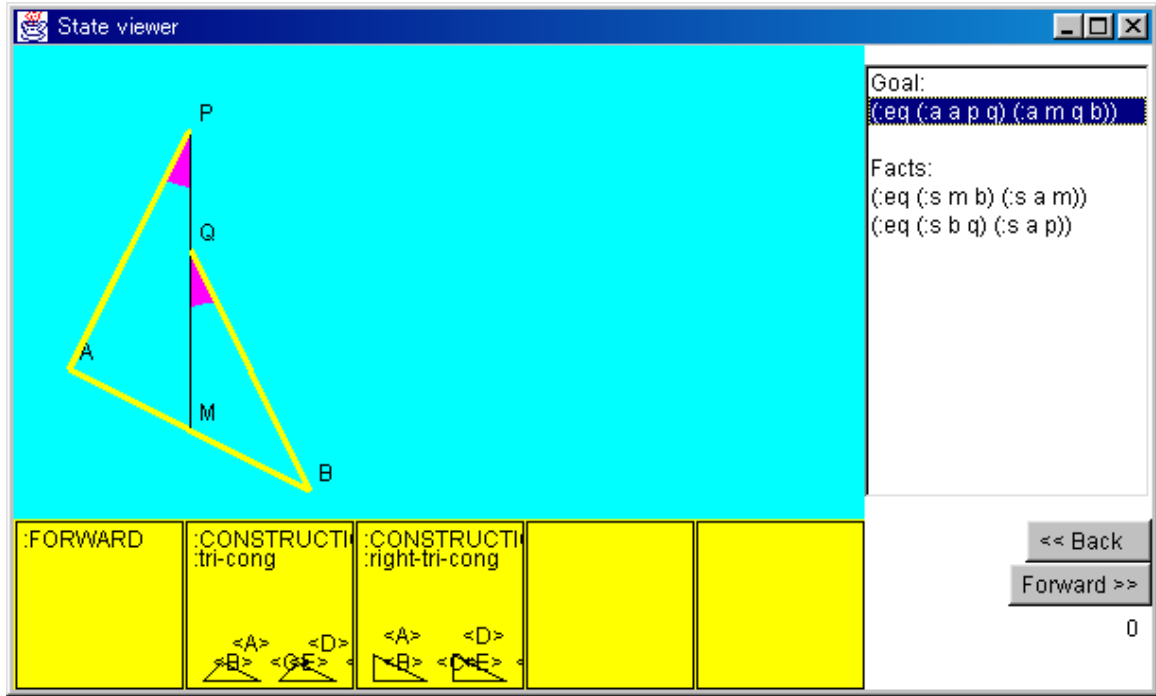 State viewer
P
Q
A
M
B
Goal:
(:eq (:a a p q) (:a m q b))
Facts:
(:eq (:s m b) (:s a m))
(:eq (:s b q) (:s a p))
:FORWARD
:CONSTRUCTI
:tri-cong
<A> <D>
<B>
:CONSTRUCTI
:right-tri-cong
<A> <D>
<B>
<< Back
Forward >>
0